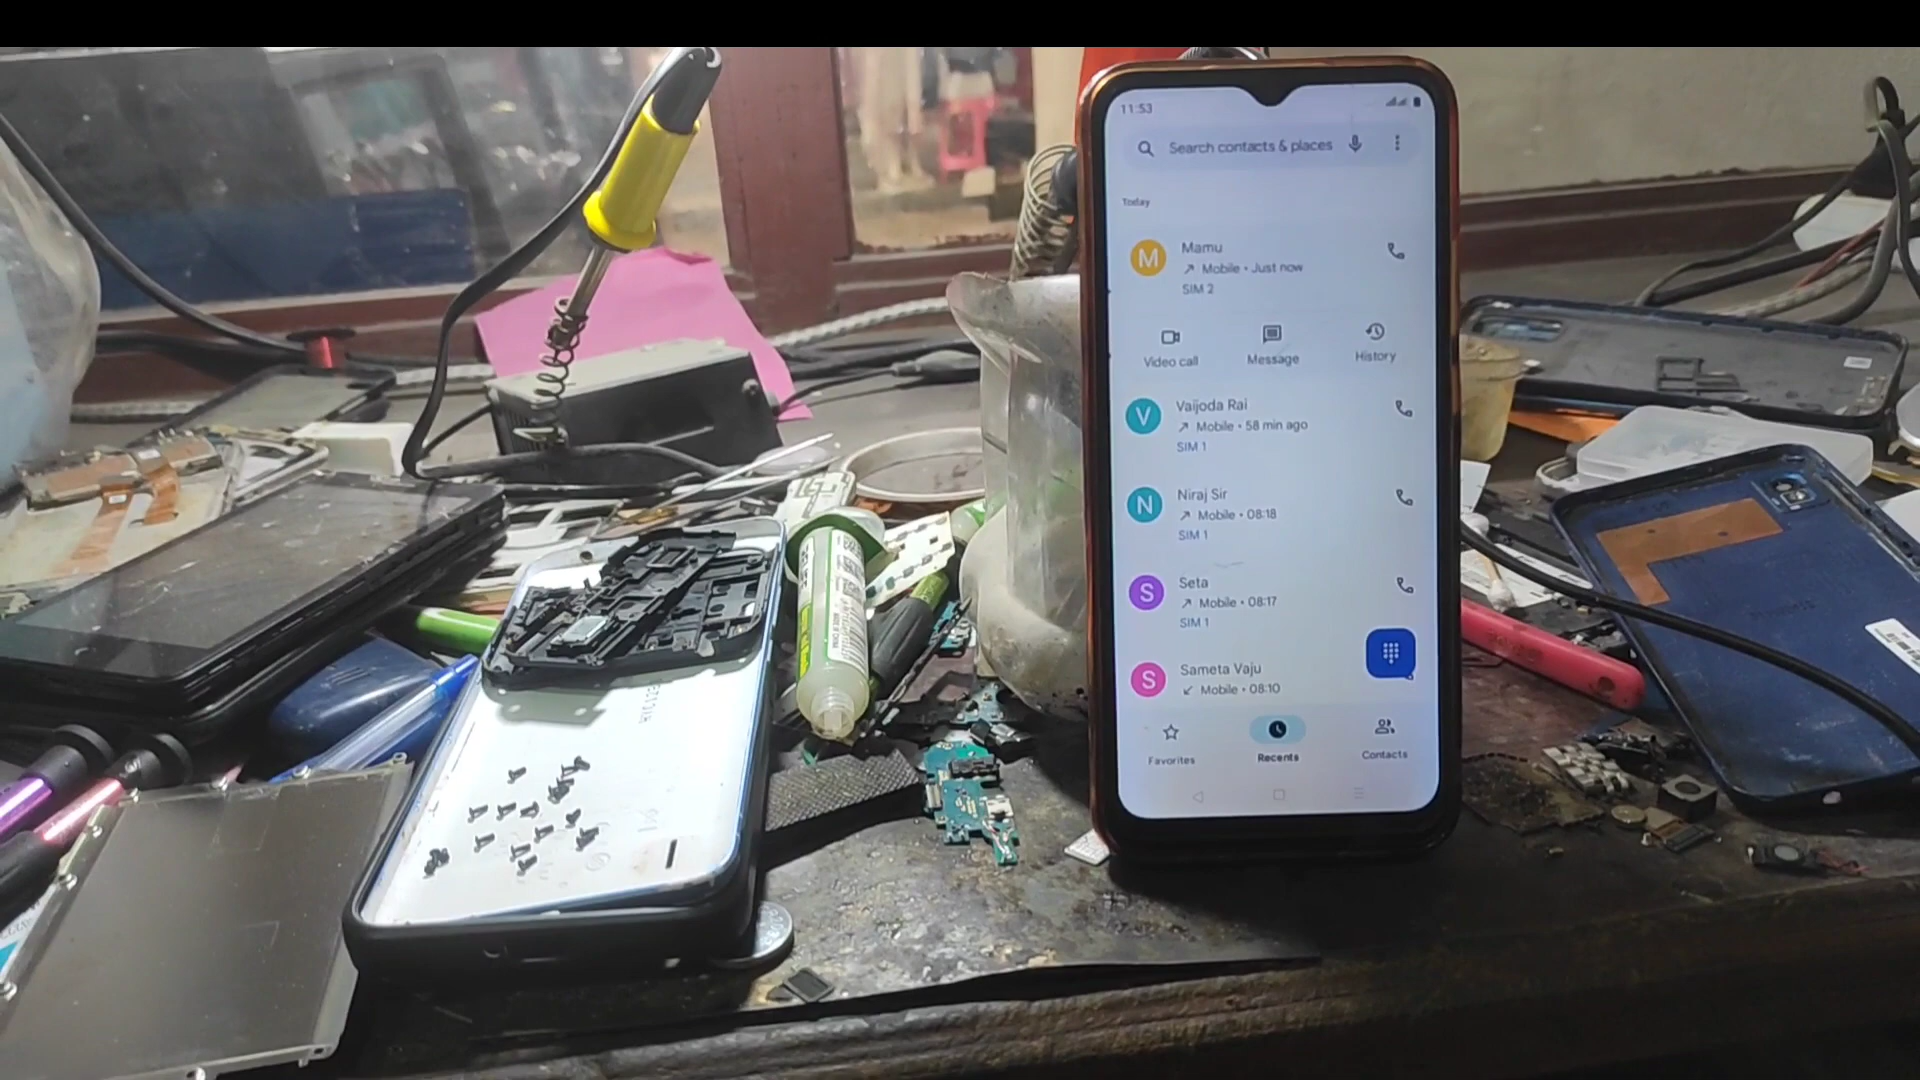 11:53
Search contacts & places
Today
M
Mamu
Mobile • Just now
SIM 2
Video call
Message
History
V
Vaijoda Rai
Mobile • 58 min ago
SIM 1
N
Niraj Sir
Mobile • 08:18
SIM 1
S
Seta
Mobile • 08:17
SIM 1
S
Sameta Vaju
Mobile • 08:10
Favorites
Recents
Contacts